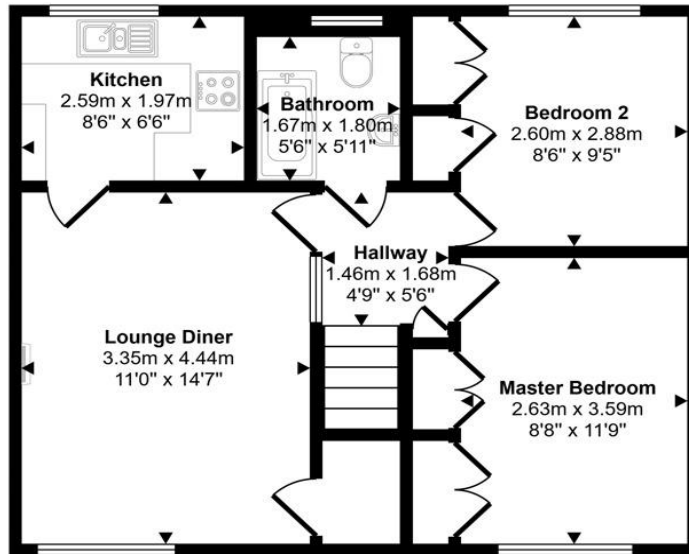 Kitchen
2.59m x 1.97m
8'6" x 6'6"
Bathroom
1.67m x 1.80m
5'6" x 5'11"
Bedroom 2
2.60m x 2.88m
8'6" x 9'5"
Hallway
1.46m x 1.68m
4'9" x 5'6"
Lounge Diner
3.35m x 4.44m
11'0" x 14'7"
Master Bedroom
2.63m x 3.59m
8'8" x 11'9"